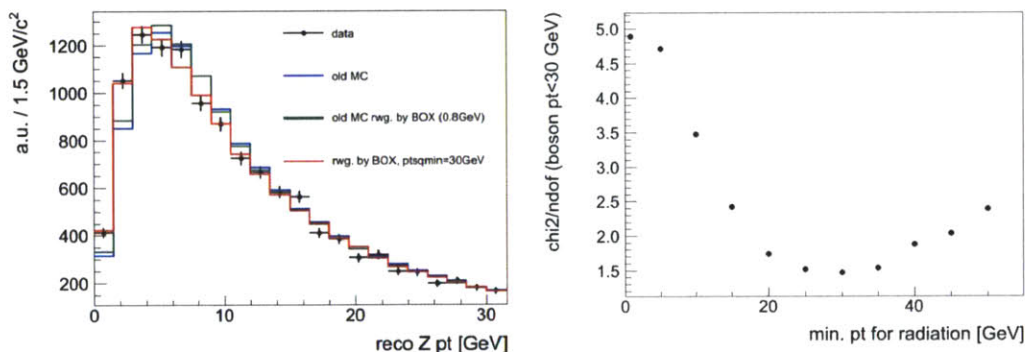 a.u. / 1.5 GeV/c²
1200
1000
800
600
400
200
0
10
20
30
reco Z pt [GeV]
data
old MC
old MC rwg. by BOX (0.8GeV)
rwg. by BOX, ptsqmin=30GeV
chi2/ndof (boson pt<30 GeV)
5.0
4.5
4.0
3.5
3.0
2.5
2.0
1.5
0
20
40
min. pt for radiation [GeV]